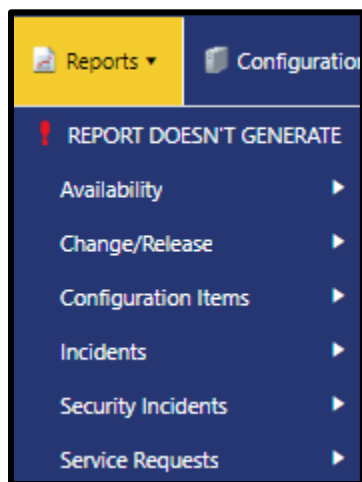 Reports Configuratio
REPORT DOESN'T GENERATE
Availability
Change/Release
Configuration Items
Incidents
Security Incidents
Service Requests